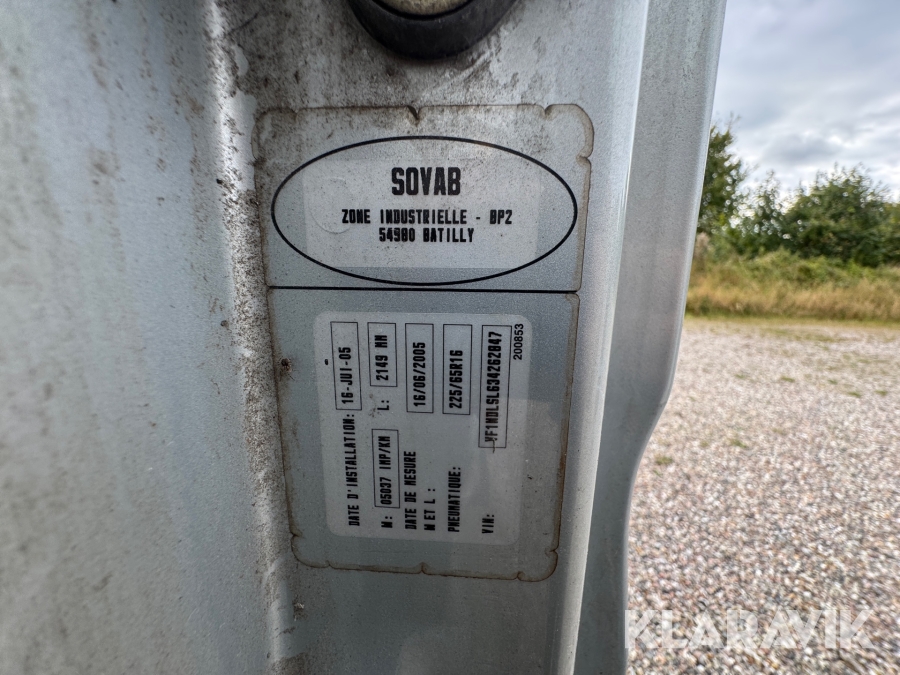 SOVAB
ZONE INDUSTRIELLE - BP2
54980 BATILLY
DATE D'INSTALLATION: 16-JUI-05
M: 05037 IMP/KM L: 2149 MM
DATE DE MESURE 16/06/2005
M ET L :
PNEUMATIQUE: 225/65R16
VIN: VF1NDL5L634262847
200853
KLARAVIK